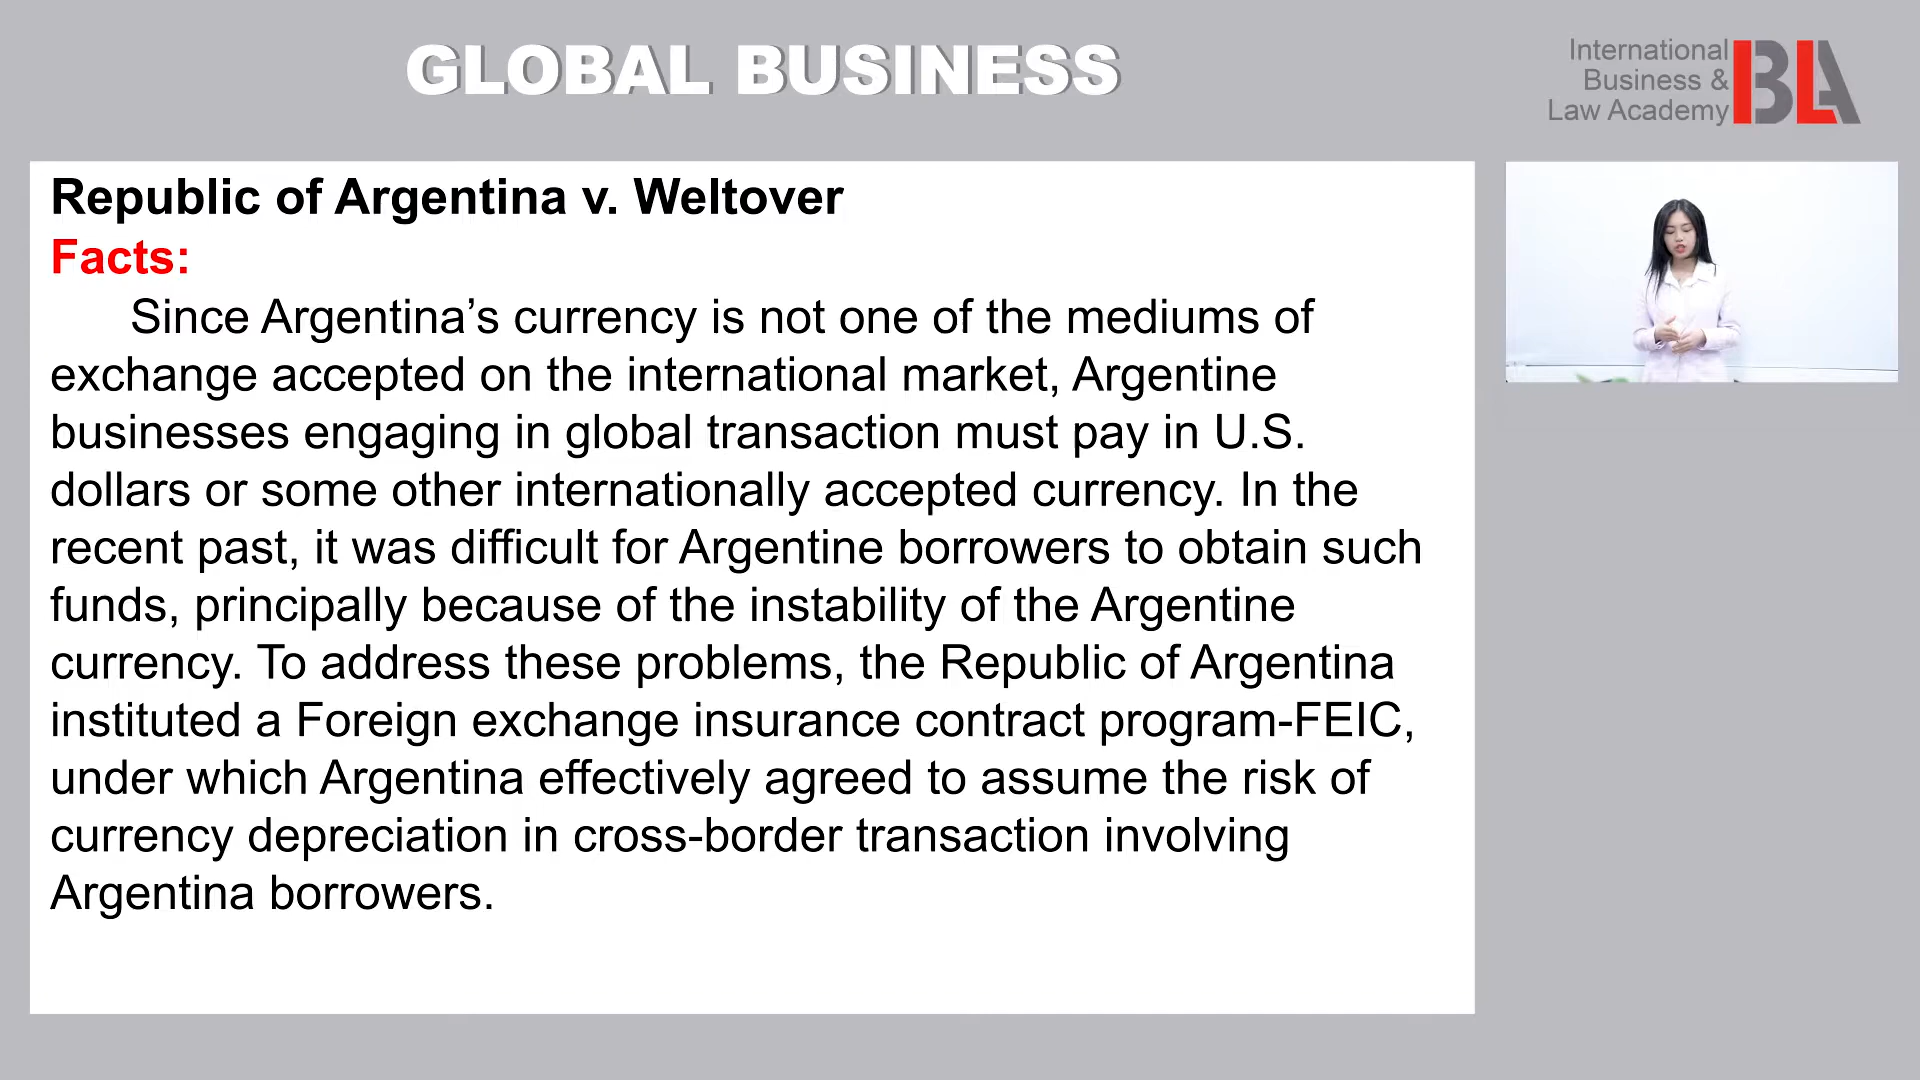 GLOBAL BUSINESS
International
Business &
Law Academy
BLA
Republic of Argentina v. Weltover
Facts:
Since Argentina’s currency is not one of the mediums of
exchange accepted on the international market, Argentine
businesses engaging in global transaction must pay in U.S.
dollars or some other internationally accepted currency. In the
recent past, it was difficult for Argentine borrowers to obtain such
funds, principally because of the instability of the Argentine
currency. To address these problems, the Republic of Argentina
instituted a Foreign exchange insurance contract program-FEIC,
under which Argentina effectively agreed to assume the risk of
currency depreciation in cross-border transaction involving
Argentina borrowers.